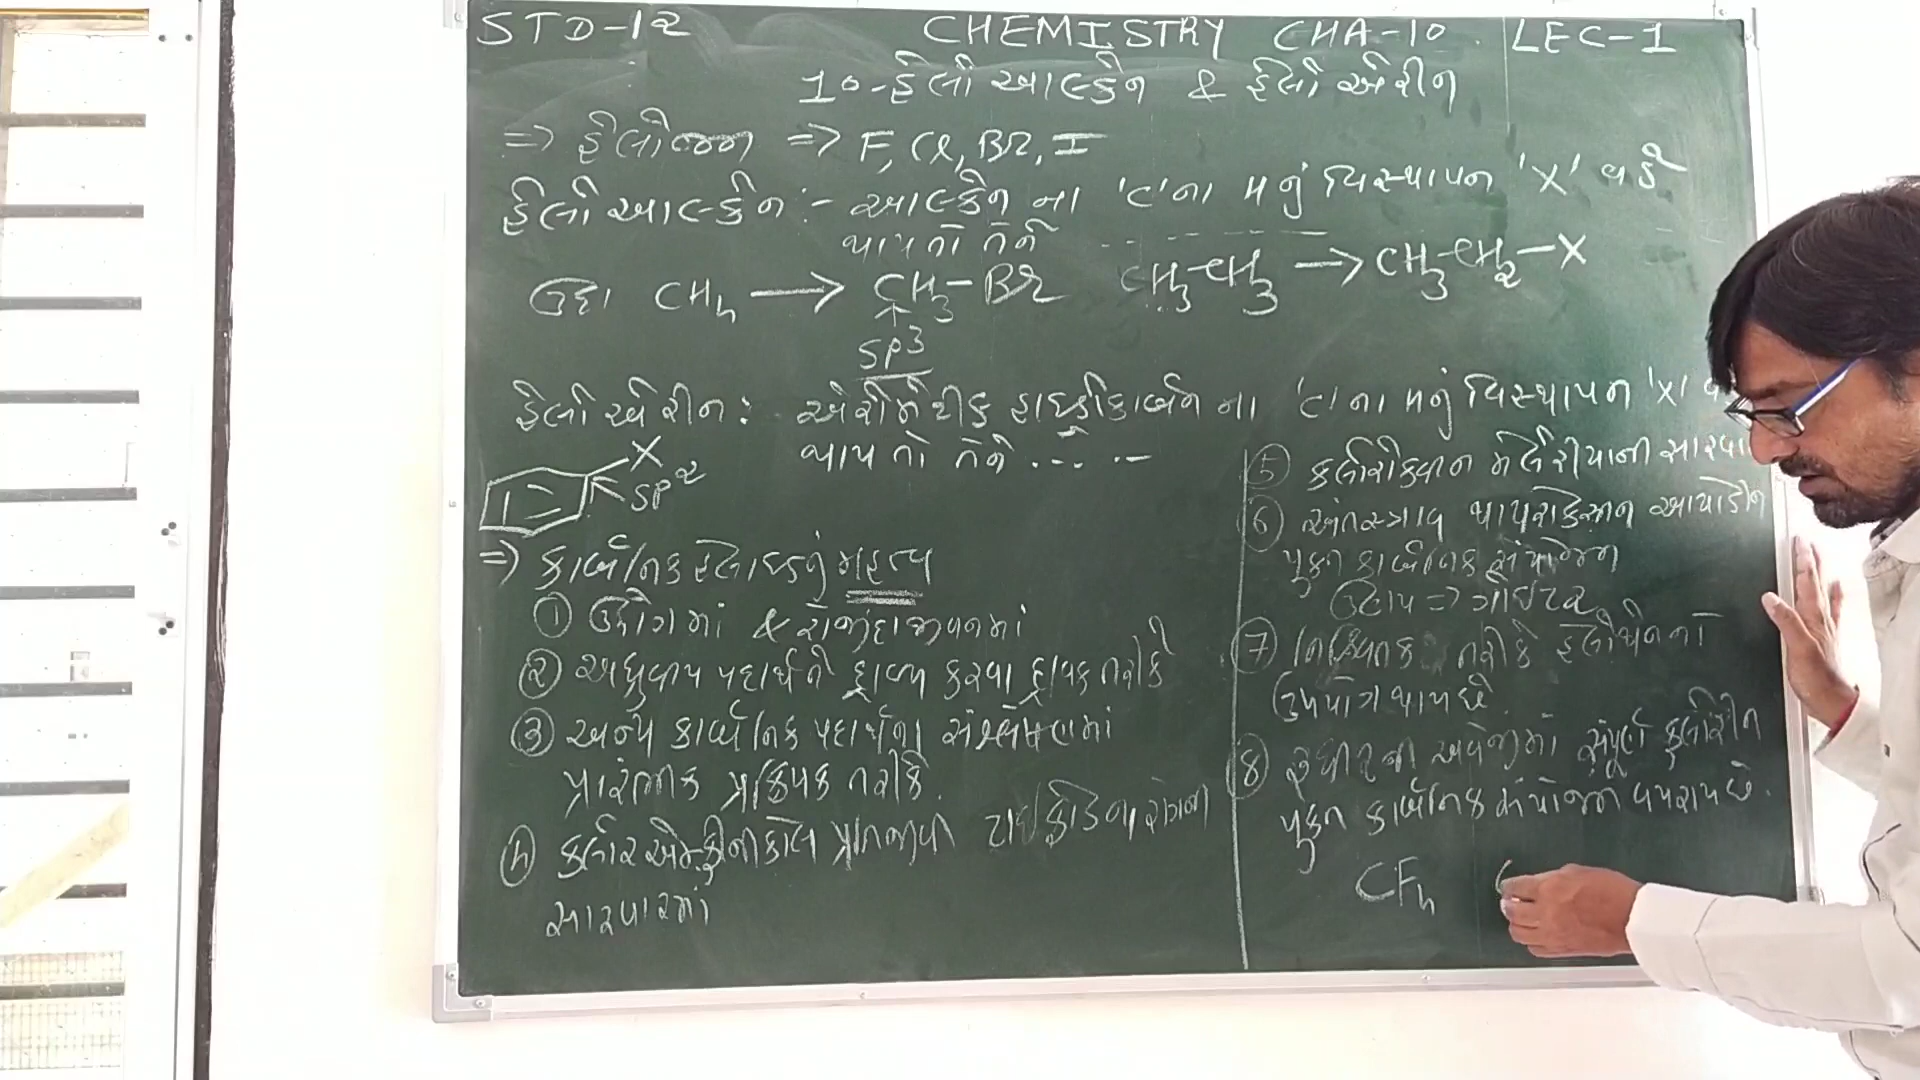 STD-12 CHEMISTRY CHA-10. LEC-1
10-હેલો આલ્કેન & હેલો એરીન
=> હેલોજન => F, Cl, Br, I
હેલો આલ્કેન :- આલ્કેન ના 'C' ના H નું વિસ્થાપન 'X' વડે
થાય તો તેને - - - - - - -
ઉદા CH4 → CH3-Br CH3-CH3 → CH3-CH2-X
SP3
હેલો એરીન : એરોમેટીક હાઇડ્રોકાર્બન ના 'C' ના H નું વિસ્થાપન 'X'
થાય તો તેને .... --
X
SP2
=> કાર્બનિક હેલાઇડનું મહત્વ
① ઉદ્યોગમાં & રોજીદાજીવનમાં
② અધ્રુવીય પદાર્થને દ્રાવ્ય કરવા દ્રાવક તરીકે
③ અન્ય કાર્બનિક પદાર્થના સંશ્લેષણમાં
પ્રારંભિક પ્રક્રિયક તરીકે.
④ ક્લોરએમ્ફીનીકોલ પ્રતિજીવી ટાઇફોડના રોગની
સારવારમાં
⑤ ક્લોરોક્વીન મેલેરીયાની સારવા
⑥ અંતસ્ત્રાવ થાયરોક્સિન આયોડીન
યુક્ત કાર્બનિક સંયોજન
ઉણપ => ગોઇટર
⑦ નિશ્ચેતક તરીકે હેલોથેનનો
ઉપયોગ થાય છે.
⑧ રુધીરની અવેજીમાં સંપૂર્ણ ફ્લોરીન
યુક્ત કાર્બનિક સંયોજન વપરાય છે.
CF4